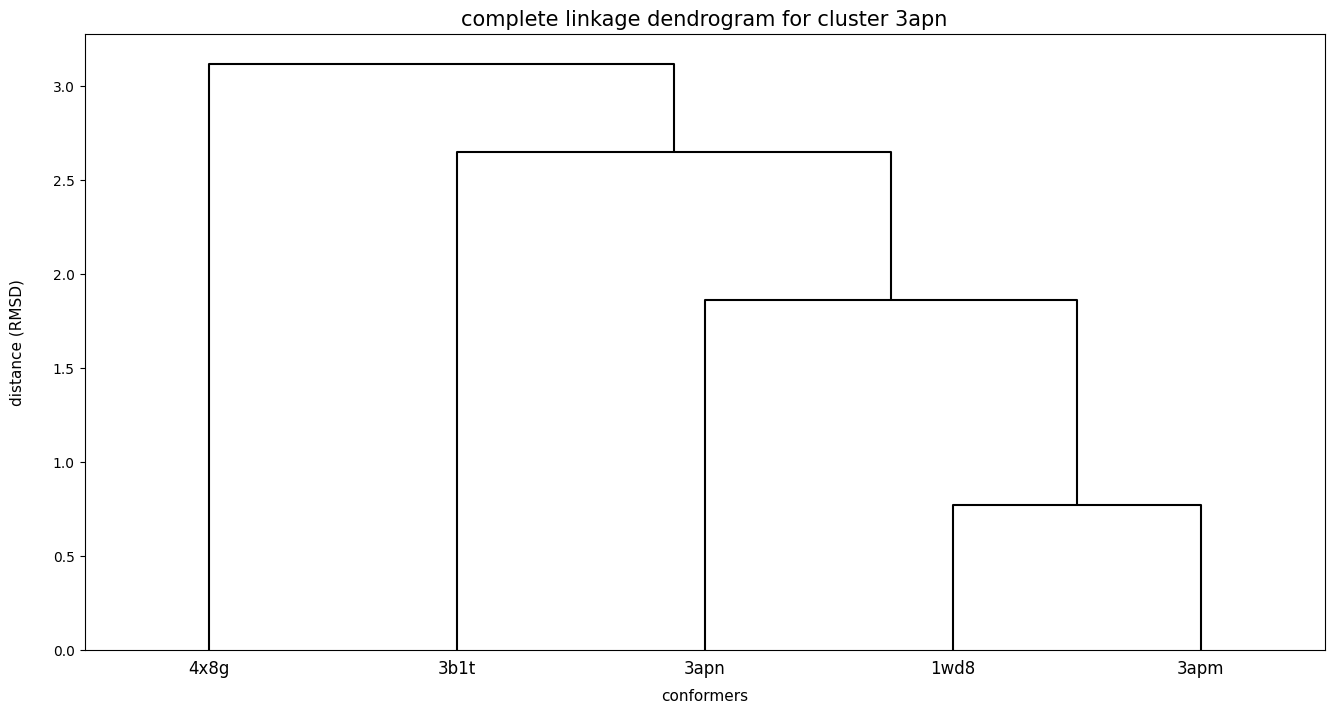 complete linkage dendrogram for cluster 3apn
3.0
2.5
2.0
1.5
1.0
0.5
0.0
distance (RMSD)
4x8g 3b1t 3apn 1wd8 3apm
conformers